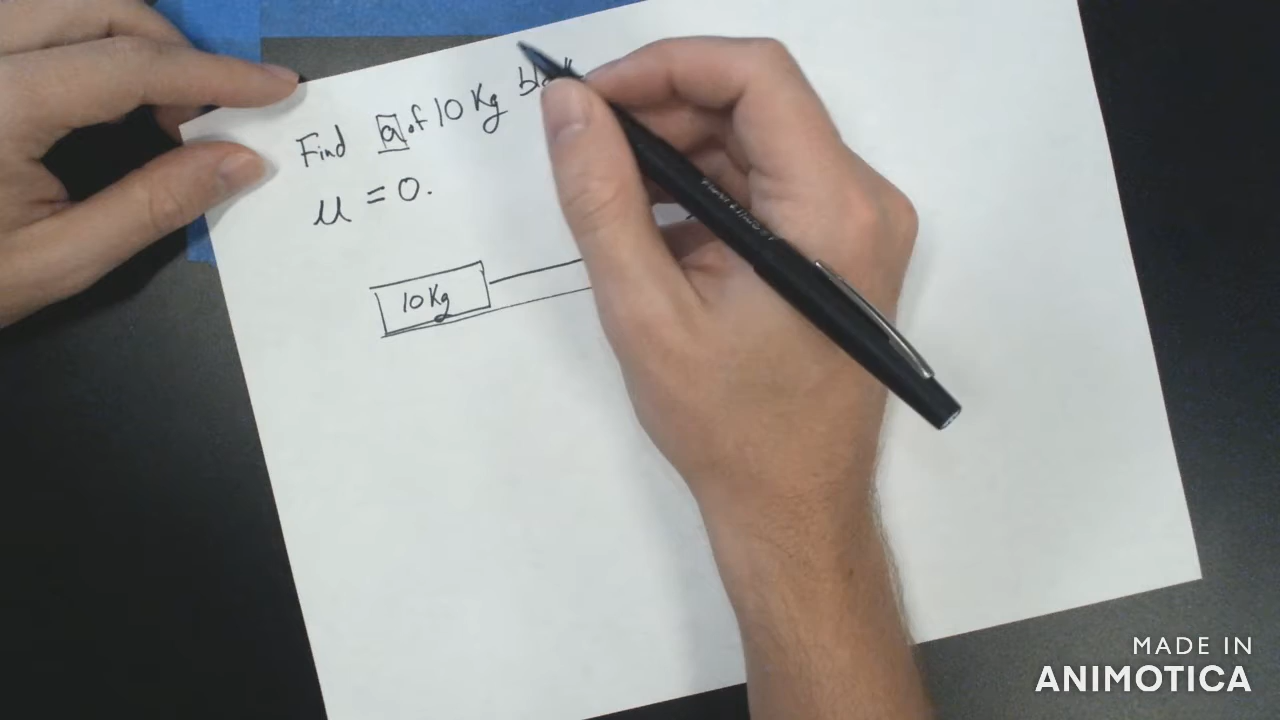 Find a of 10 Kg
μ = 0.
10 Kg
MADE IN
ANIMOTICA